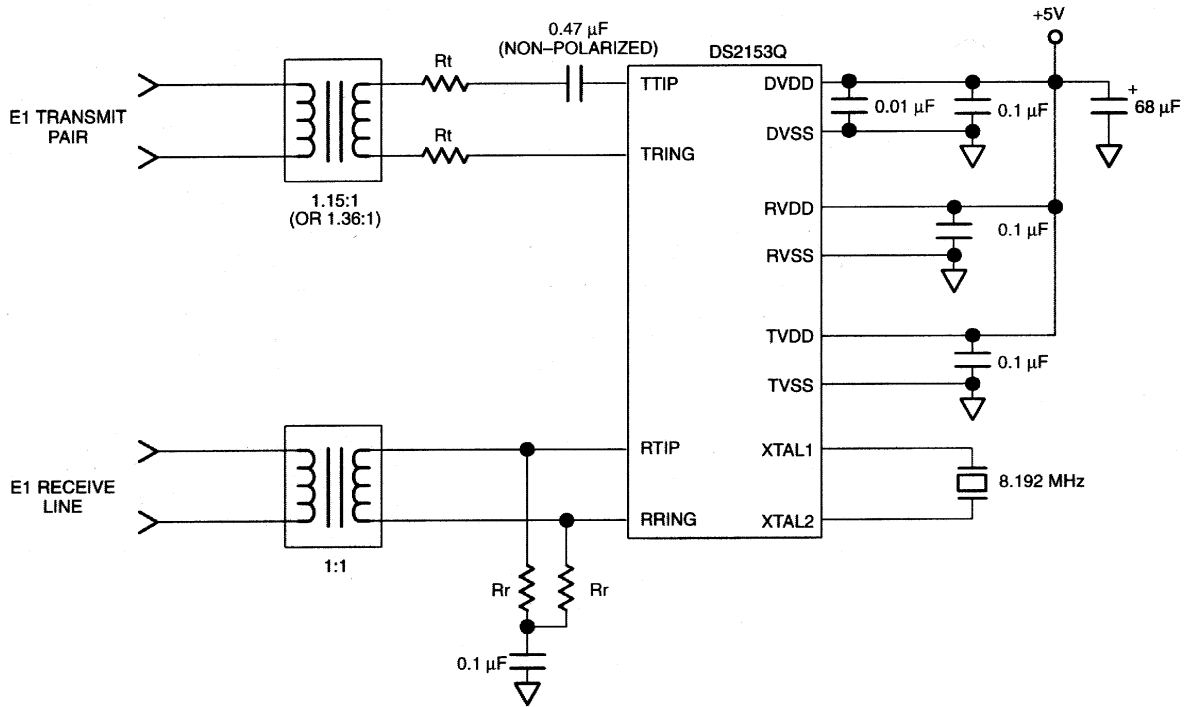 +5V
0.47 µF
(NON–POLARIZED)
DS2153Q
Rt
TTIP
DVDD
+
0.01 µF
0.1 µF
68 µF
E1 TRANSMIT
PAIR
DVSS
Rt
TRING
1.15:1
(OR 1.36:1)
RVDD
0.1 µF
RVSS
TVDD
0.1 µF
TVSS
RTIP
XTAL1
E1 RECEIVE
LINE
8.192 MHz
RRING
XTAL2
1:1
Rr
Rr
0.1 µF